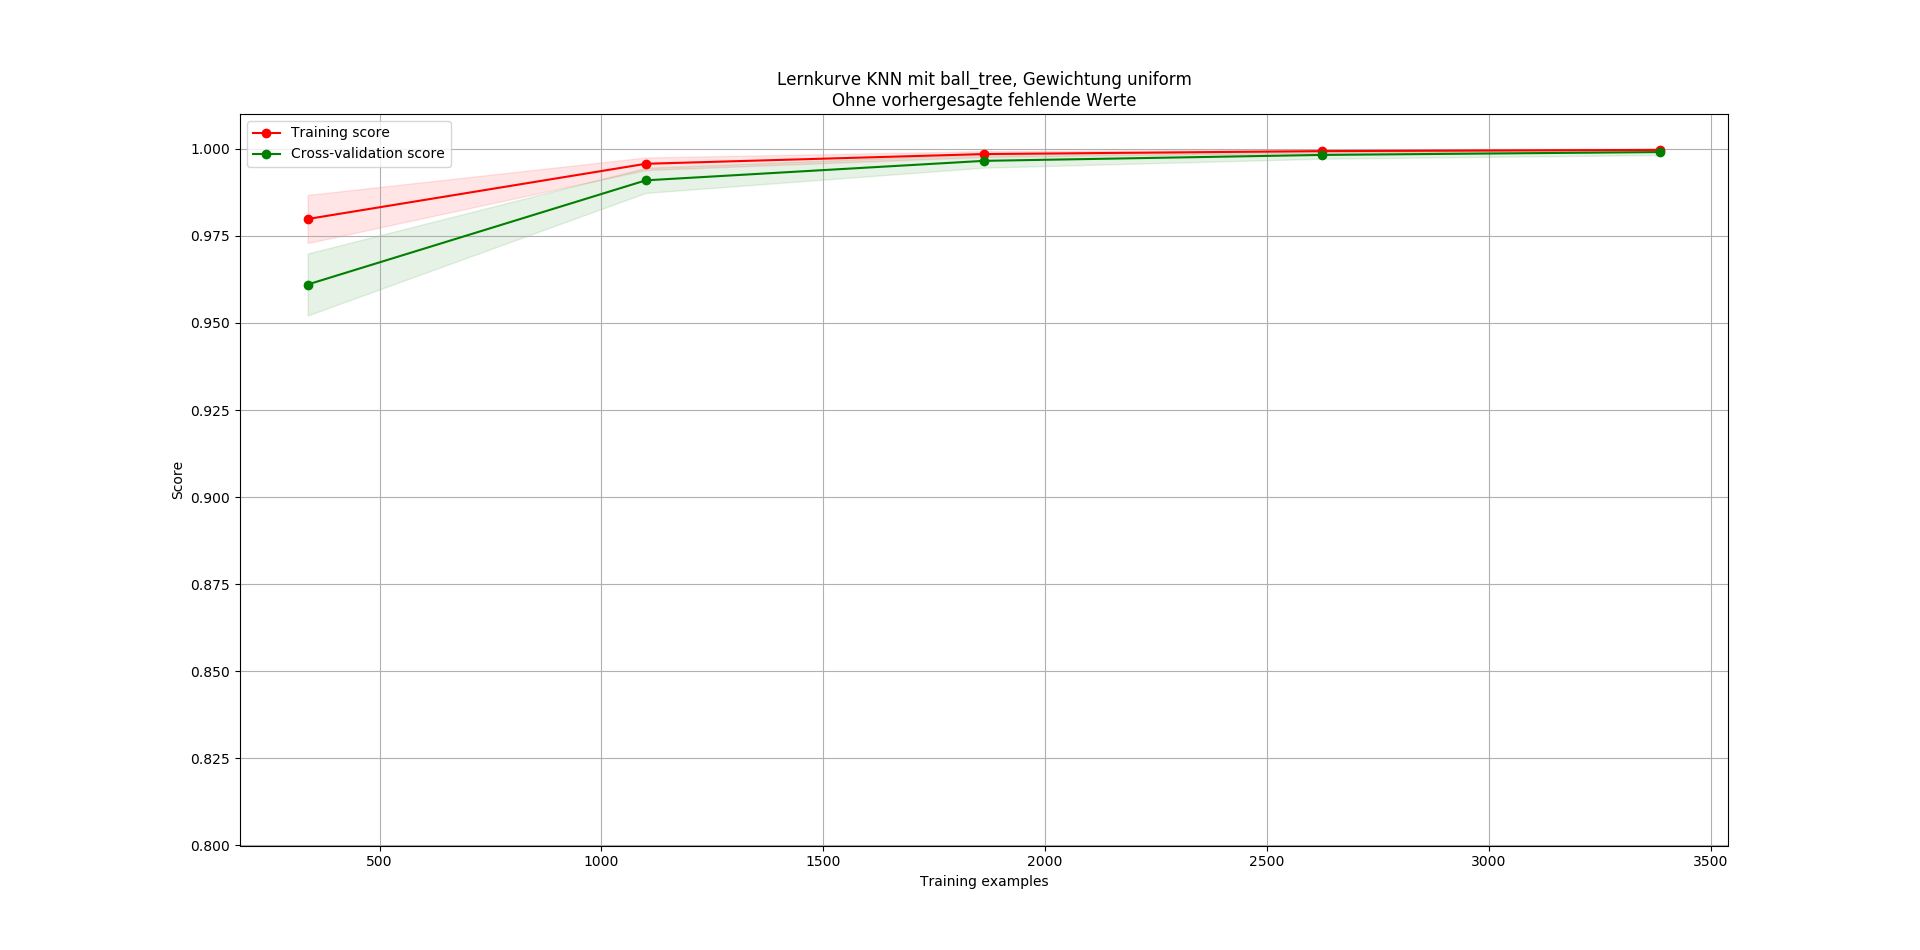 Lernkurve KNN mit ball_tree, Gewichtung uniform
Ohne vorhergesagte fehlende Werte
Training score
Cross-validation score
1.000
0.975
0.950
0.925
0.900
0.875
0.850
0.825
0.800
Score
500
1000
1500
2000
2500
3000
3500
Training examples